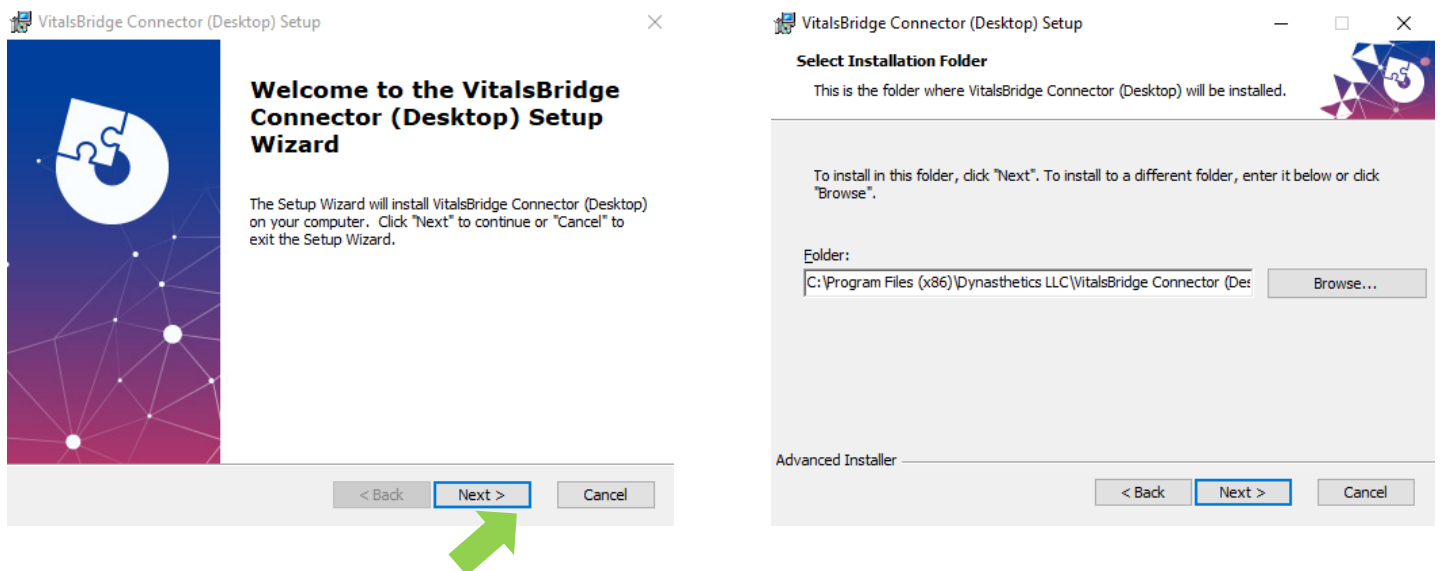 VitalsBridge Connector (Desktop) Setup
Welcome to the VitalsBridge
Connector (Desktop) Setup
Wizard
The Setup Wizard will install VitalsBridge Connector (Desktop)
on your computer. Click "Next" to continue or "Cancel" to
exit the Setup Wizard.
< Back
Next >
Cancel
VitalsBridge Connector (Desktop) Setup
Select Installation Folder
This is the folder where VitalsBridge Connector (Desktop) will be installed.
To install in this folder, click "Next". To install to a different folder, enter it below or click
"Browse".
Folder:
C:\Program Files (x86)\Dynasthetics LLC\VitalsBridge Connector (Des
Browse...
Advanced Installer
< Back
Next >
Cancel